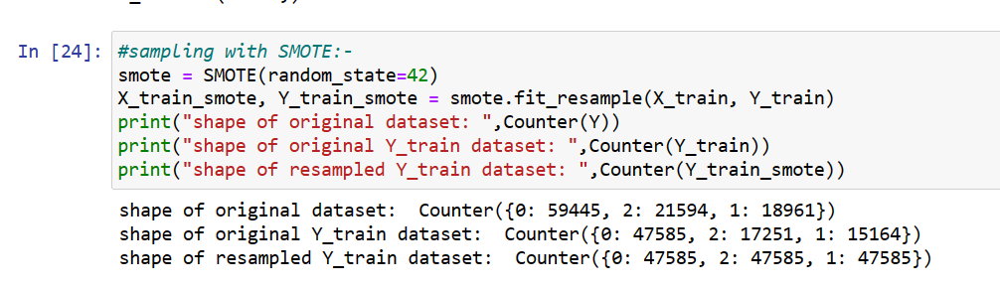 In [24]: #sampling with SMOTE:-
smote = SMOTE(random_state=42)
X_train_smote, Y_train_smote = smote.fit_resample(X_train, Y_train)
print("shape of original dataset: ",Counter(Y))
print("shape of original Y_train dataset: ",Counter(Y_train))
print("shape of resampled Y_train dataset: ",Counter(Y_train_smote))
shape of original dataset:  Counter({0: 59445, 2: 21594, 1: 18961})
shape of original Y_train dataset:  Counter({0: 47585, 2: 17251, 1: 15164})
shape of resampled Y_train dataset:  Counter({0: 47585, 2: 47585, 1: 47585})